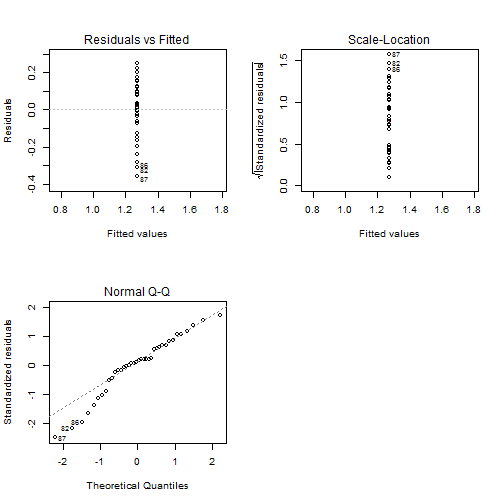 Residuals vs Fitted
Residuals
-0.4 -0.2 0.0 0.2
86
82
87
0.8 1.0 1.2 1.4 1.6 1.8
Fitted values
Scale-Location
√|Standardized residuals|
0.0 0.5 1.0 1.5
87
82
86
0.8 1.0 1.2 1.4 1.6 1.8
Fitted values
Normal Q-Q
Standardized residuals
-2 -1 0 1 2
86
82
87
-2 -1 0 1 2
Theoretical Quantiles